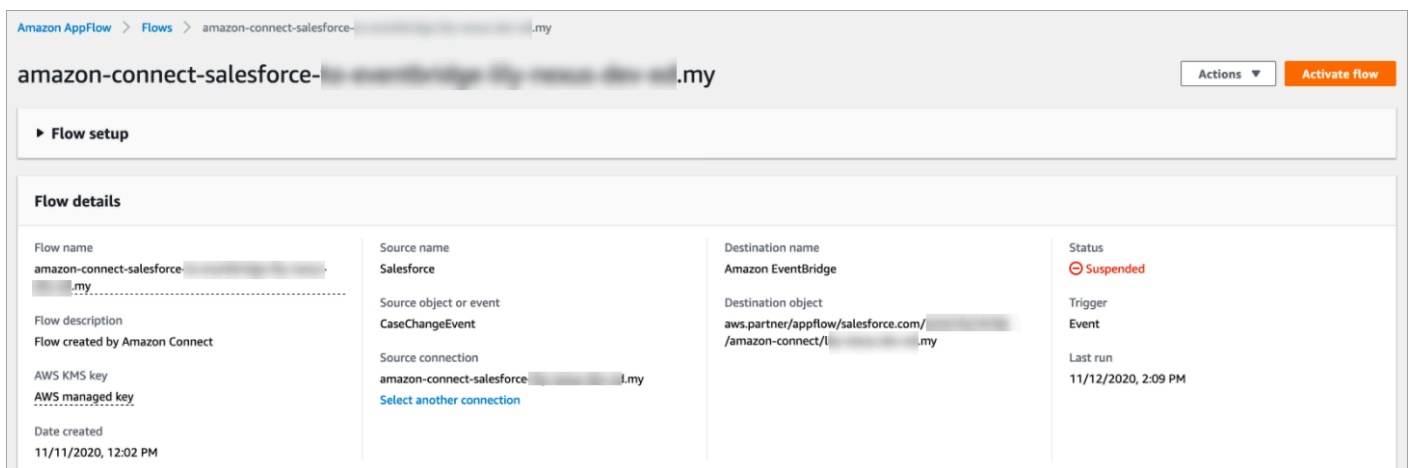 Amazon AppFlow > Flows > amazon-connect-salesforce- .my
amazon-connect-salesforce- .my
Actions ▼ Activate flow
▶ Flow setup
Flow details
Flow name
amazon-connect-salesforce- -
.my
Flow description
Flow created by Amazon Connect
AWS KMS key
AWS managed key
Date created
11/11/2020, 12:02 PM
Source name
Salesforce
Source object or event
CaseChangeEvent
Source connection
amazon-connect-salesforce- .my
Select another connection
Destination name
Amazon EventBridge
Destination object
aws.partner/appflow/salesforce.com/
/amazon-connect/ .my
Status
Suspended
Trigger
Event
Last run
11/12/2020, 2:09 PM